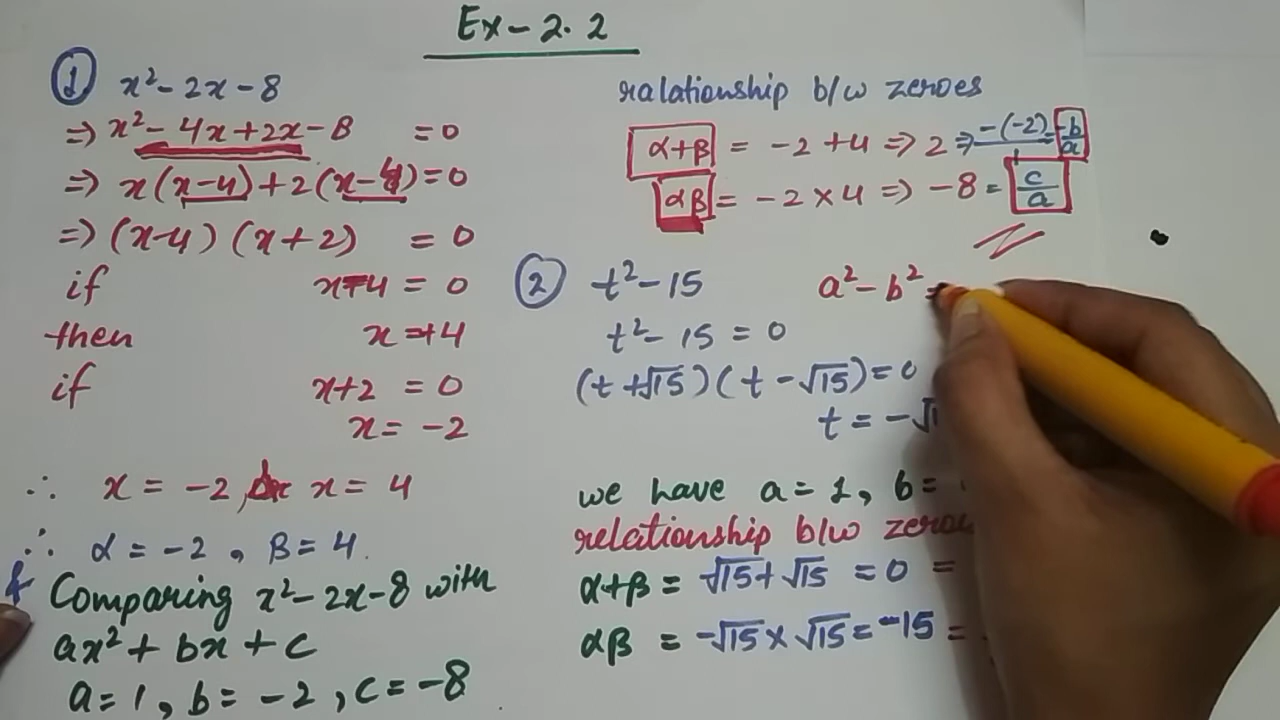 Ex-2.2
① x²-2x-8
=> x²-4x+2x-8 =0
=> x(x-4)+2(x-4)=0
=> (x-4) (x+2) = 0
if x-4 = 0
then x=+4
if x+2 = 0
x= -2
∴ x = -2, or x = 4
∴ α = -2, β = 4.
& Comparing x²-2x-8 with
ax²+ bx + c
a=1, b= -2, c= -8
ralationship b/w zeroes
α+β = -2+4 => 2 => -(-2)/1 = -b/a
αβ = -2×4 => -8 = c/a
② t²-15
a²-b²=
t²-15 = 0
(t+√15)(t-√15)=0
t = -√1
we have a=1, b=
relationship b/w zeroe
α+β = √15+√15 = 0 =
αβ = -√15×√15 = -15 =